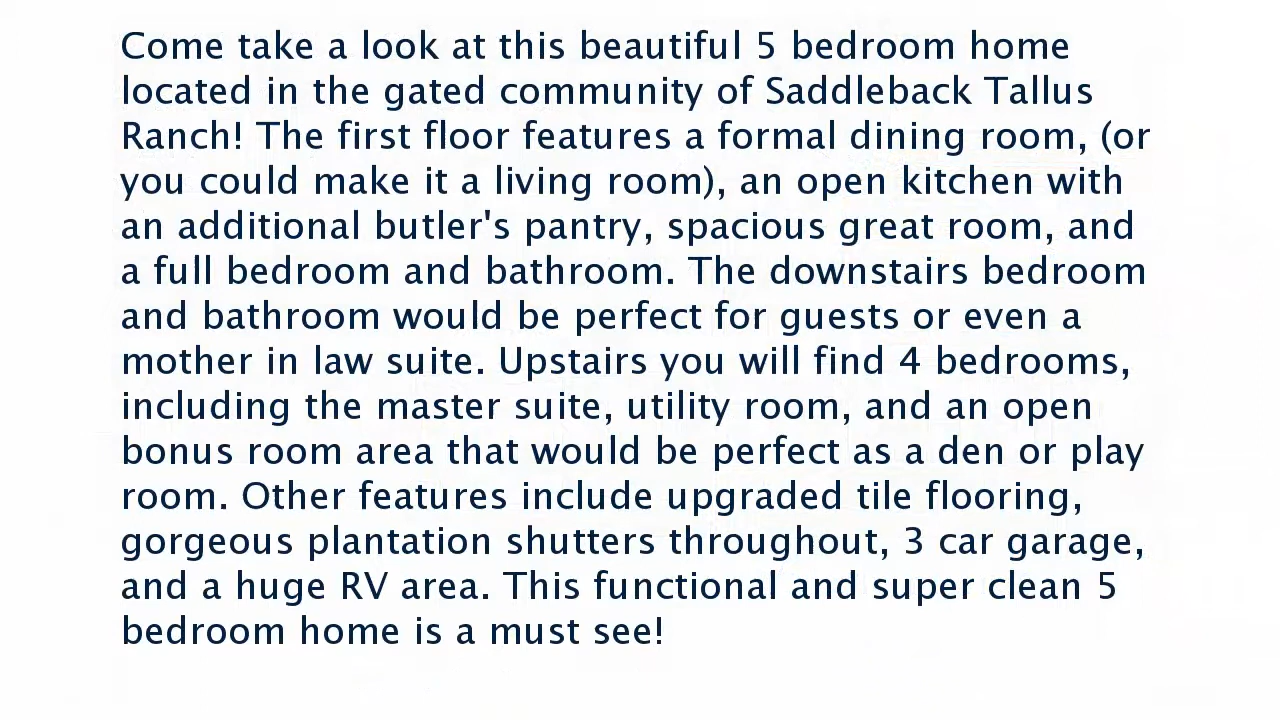 Come take a look at this beautiful 5 bedroom home
located in the gated community of Saddleback Tallus
Ranch! The first floor features a formal dining room, (or
you could make it a living room), an open kitchen with
an additional butler's pantry, spacious great room, and
a full bedroom and bathroom. The downstairs bedroom
and bathroom would be perfect for guests or even a
mother in law suite. Upstairs you will find 4 bedrooms,
including the master suite, utility room, and an open
bonus room area that would be perfect as a den or play
room. Other features include upgraded tile flooring,
gorgeous plantation shutters throughout, 3 car garage,
and a huge RV area. This functional and super clean 5
bedroom home is a must see!